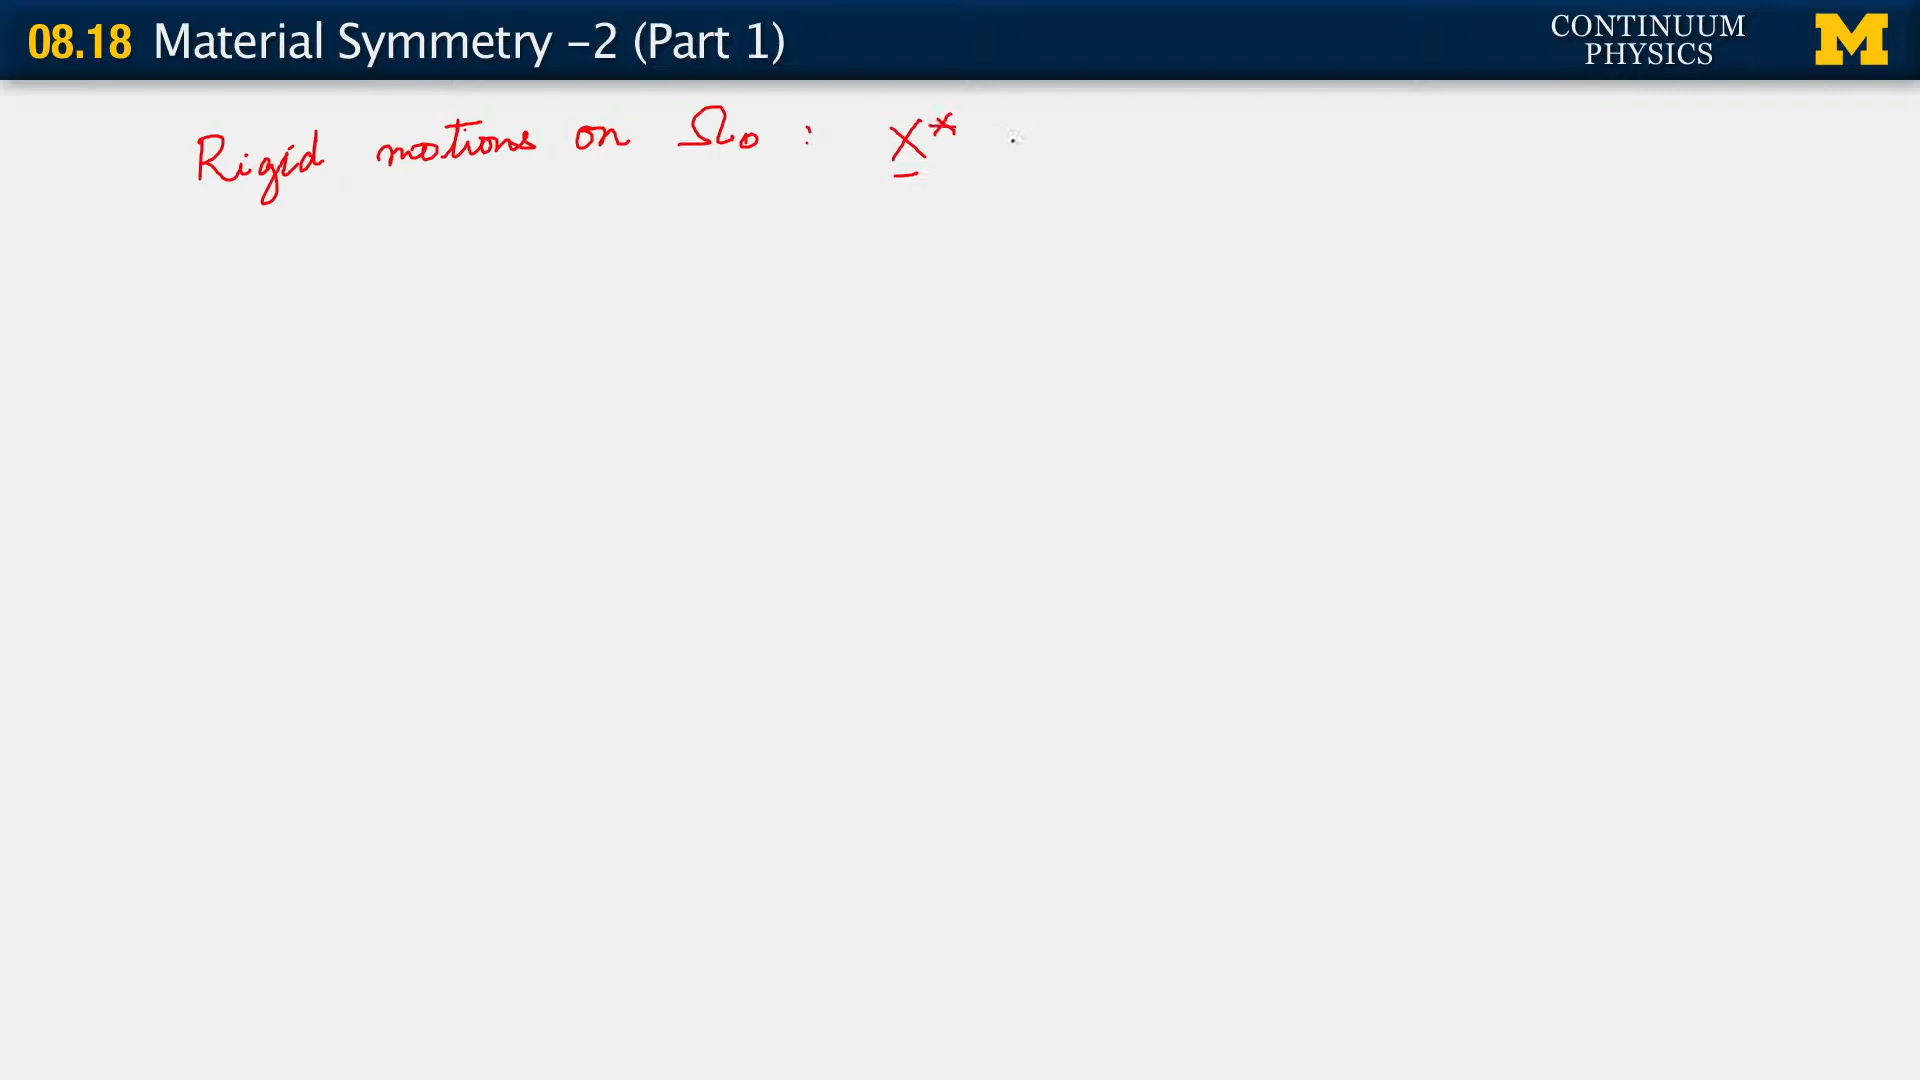 08.18 Material Symmetry -2 (Part 1)
CONTINUUM
PHYSICS
M
Rigid motions on Ω₀ : X*